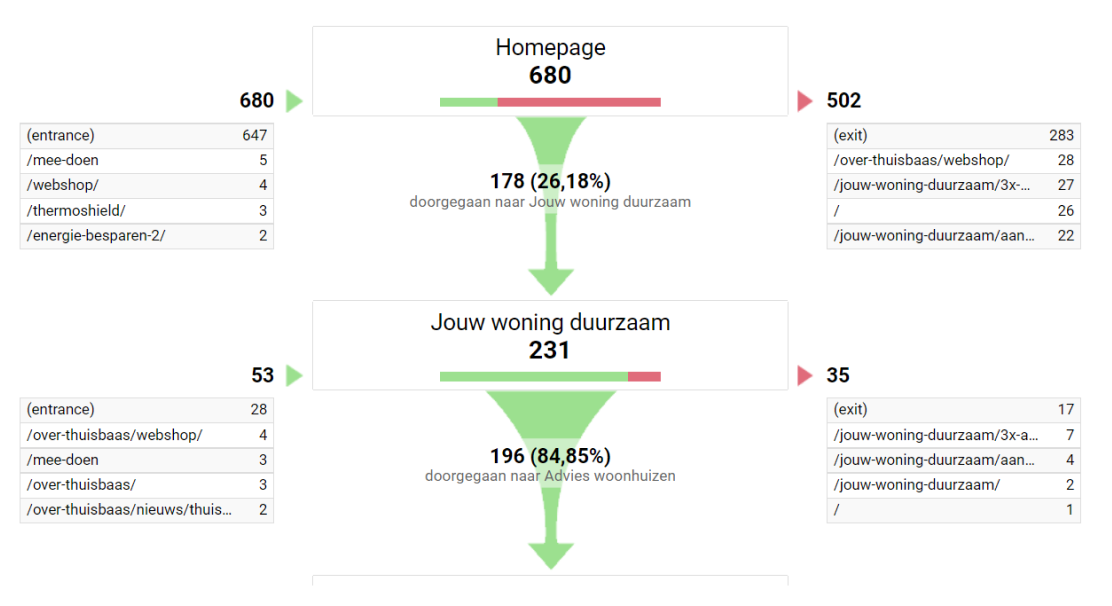 Homepage
680
680
502
(entrance) 647
/mee-doen 5
/webshop/ 4
/thermoshield/ 3
/energie-besparen-2/ 2
(exit) 283
/over-thuisbaas/webshop/ 28
/jouw-woning-duurzaam/3x-... 27
/ 26
/jouw-woning-duurzaam/aan... 22
178 (26,18%)
doorgegaan naar Jouw woning duurzaam
Jouw woning duurzaam
231
53
35
(entrance) 28
/over-thuisbaas/webshop/ 4
/mee-doen 3
/over-thuisbaas/ 3
/over-thuisbaas/nieuws/thuis... 2
(exit) 17
/jouw-woning-duurzaam/3x-a... 7
/jouw-woning-duurzaam/aan... 4
/jouw-woning-duurzaam/ 2
/ 1
196 (84,85%)
doorgegaan naar Advies woonhuizen